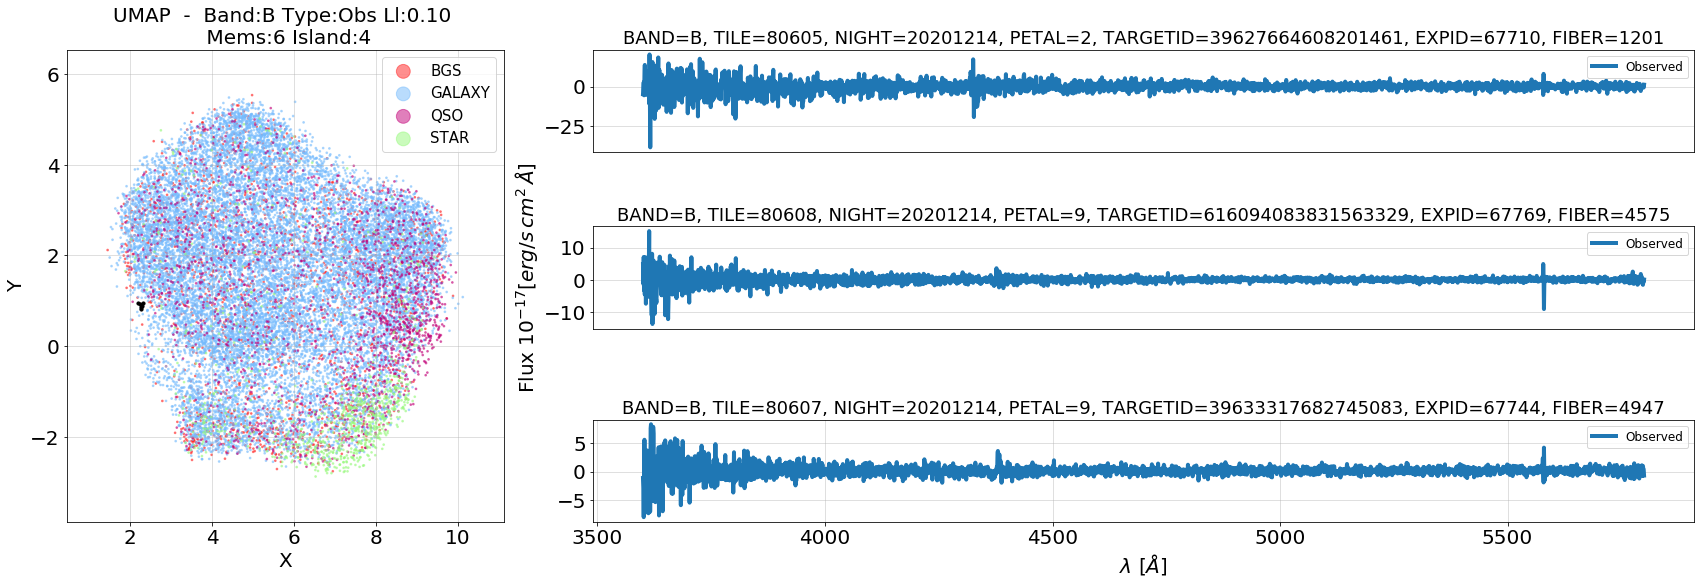 UMAP - Band:B Type:Obs Ll:0.10
Mems:6 Island:4
BGS
GALAXY
QSO
STAR
6
4
2
0
−2
Y
2
4
6
8
10
X
Flux 10−17[erg/s cm2 Å]
BAND=B, TILE=80605, NIGHT=20201214, PETAL=2, TARGETID=39627664608201461, EXPID=67710, FIBER=1201
Observed
0
−25
BAND=B, TILE=80608, NIGHT=20201214, PETAL=9, TARGETID=616094083831563329, EXPID=67769, FIBER=4575
Observed
10
0
−10
BAND=B, TILE=80607, NIGHT=20201214, PETAL=9, TARGETID=39633317682745083, EXPID=67744, FIBER=4947
Observed
5
0
−5
3500
4000
4500
5000
5500
λ [Å]